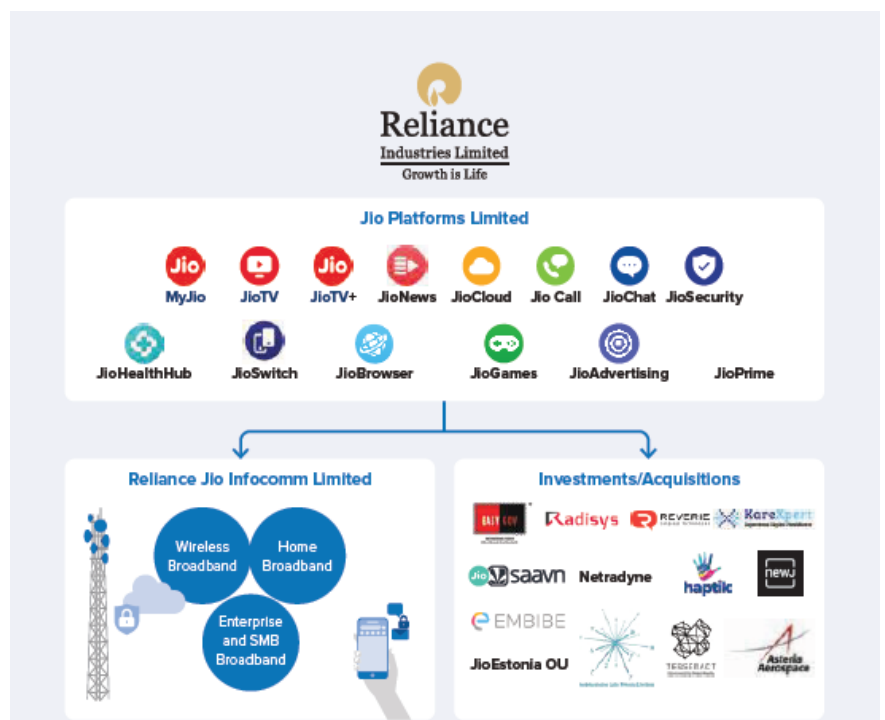 Reliance
Industries Limited
Growth is Life
Jio Platforms Limited
Jio
Jio
MyJio JioTV JioTV+ JioNews JioCloud Jio Call JioChat JioSecurity
JioHealthHub JioSwitch JioBrowser JioGames JioAdvertising JioPrime
Reliance Jio Infocomm Limited
Wireless
Broadband
Home
Broadband
Enterprise
and SMB
Broadband
Investments/Acquisitions
EASY GOV
Radisys
REVERIE
KareXpert
Jio saavn
Netradyne
haptik
newJ
EMBIBE
JioEstonia OU
TESSERACT
Asteria
Aerospace